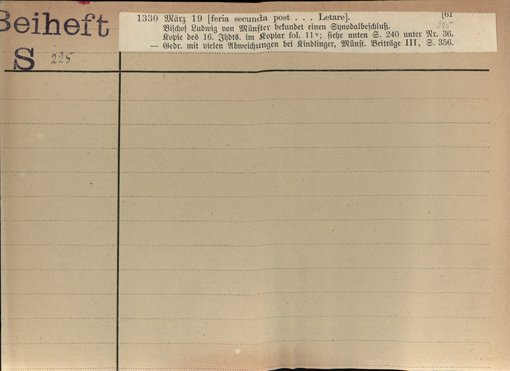 Beiheft
S 225
1330 März 19 [feria secunda post . . . Letare]. [61
Bischof Ludwig von Münster bekundet einen Synodalbeschluß.
Kopie des 16. Jhdts. im Kopiar fol. 11ᵛ; siehe unten S. 240 unter Nr. 36.
— Gedr. mit vielen Abweichungen bei Kindlinger, Münst. Beiträge III, S. 356.